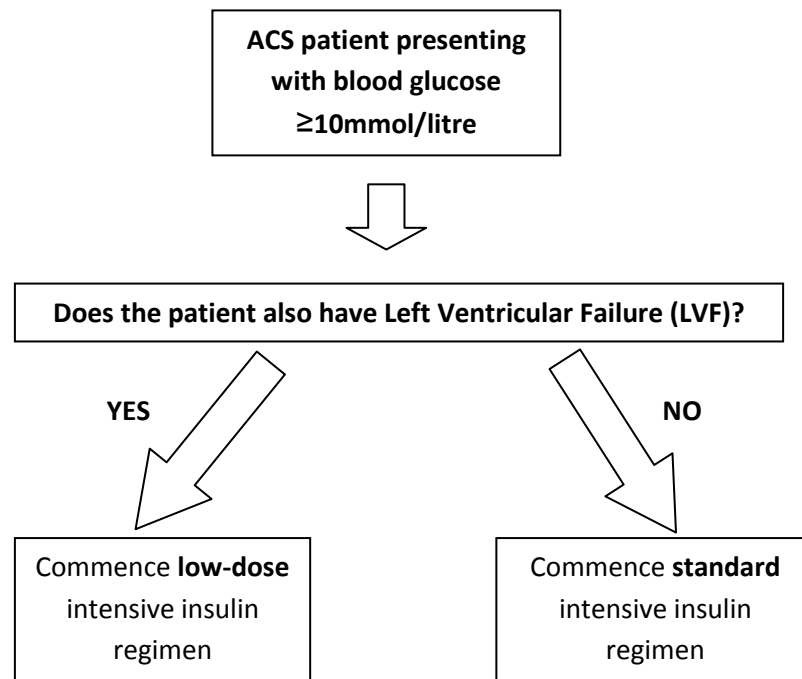 ACS patient presenting
with blood glucose
≥10mmol/litre
Does the patient also have Left Ventricular Failure (LVF)?
YES
NO
Commence low-dose
intensive insulin
regimen
Commence standard
intensive insulin
regimen